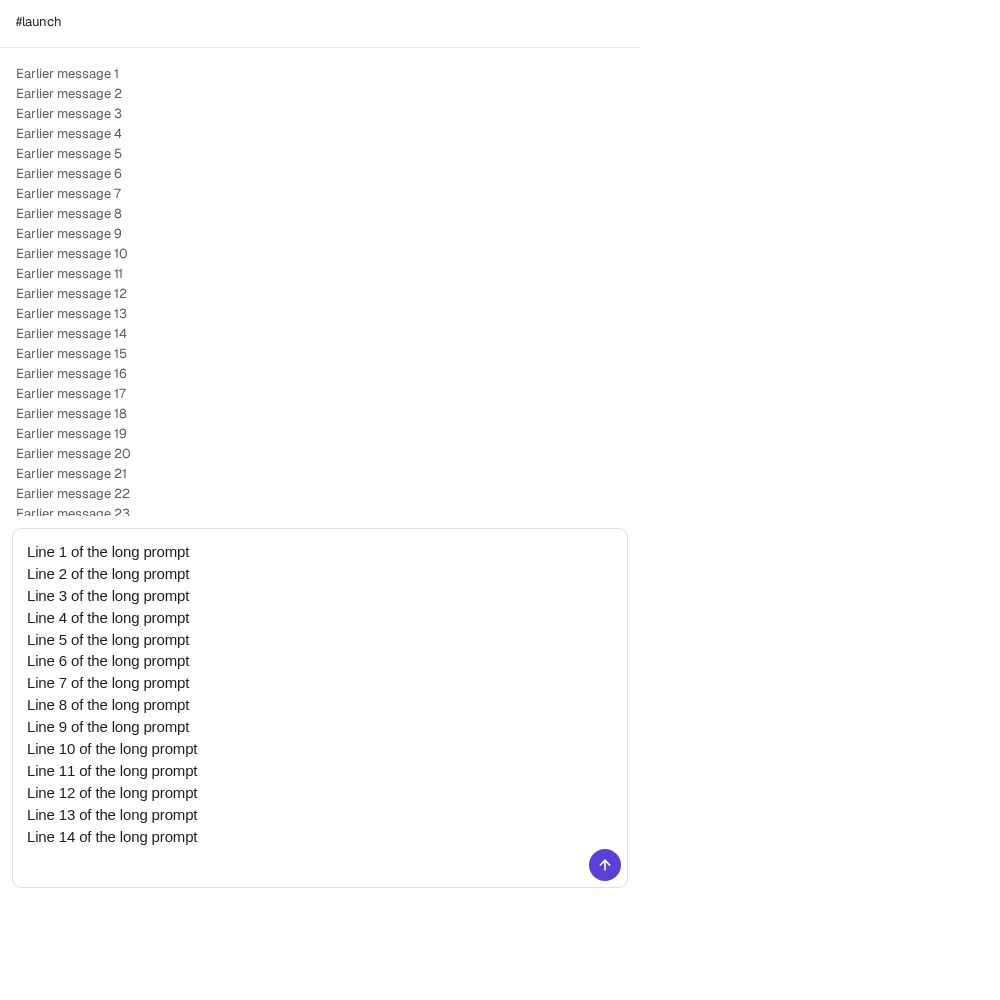 #launch
Earlier message 1
Earlier message 2
Earlier message 3
Earlier message 4
Earlier message 5
Earlier message 6
Earlier message 7
Earlier message 8
Earlier message 9
Earlier message 10
Earlier message 11
Earlier message 12
Earlier message 13
Earlier message 14
Earlier message 15
Earlier message 16
Earlier message 17
Earlier message 18
Earlier message 19
Earlier message 20
Earlier message 21
Earlier message 22
Earlier message 23
Line 1 of the long prompt
Line 2 of the long prompt
Line 3 of the long prompt
Line 4 of the long prompt
Line 5 of the long prompt
Line 6 of the long prompt
Line 7 of the long prompt
Line 8 of the long prompt
Line 9 of the long prompt
Line 10 of the long prompt
Line 11 of the long prompt
Line 12 of the long prompt
Line 13 of the long prompt
Line 14 of the long prompt